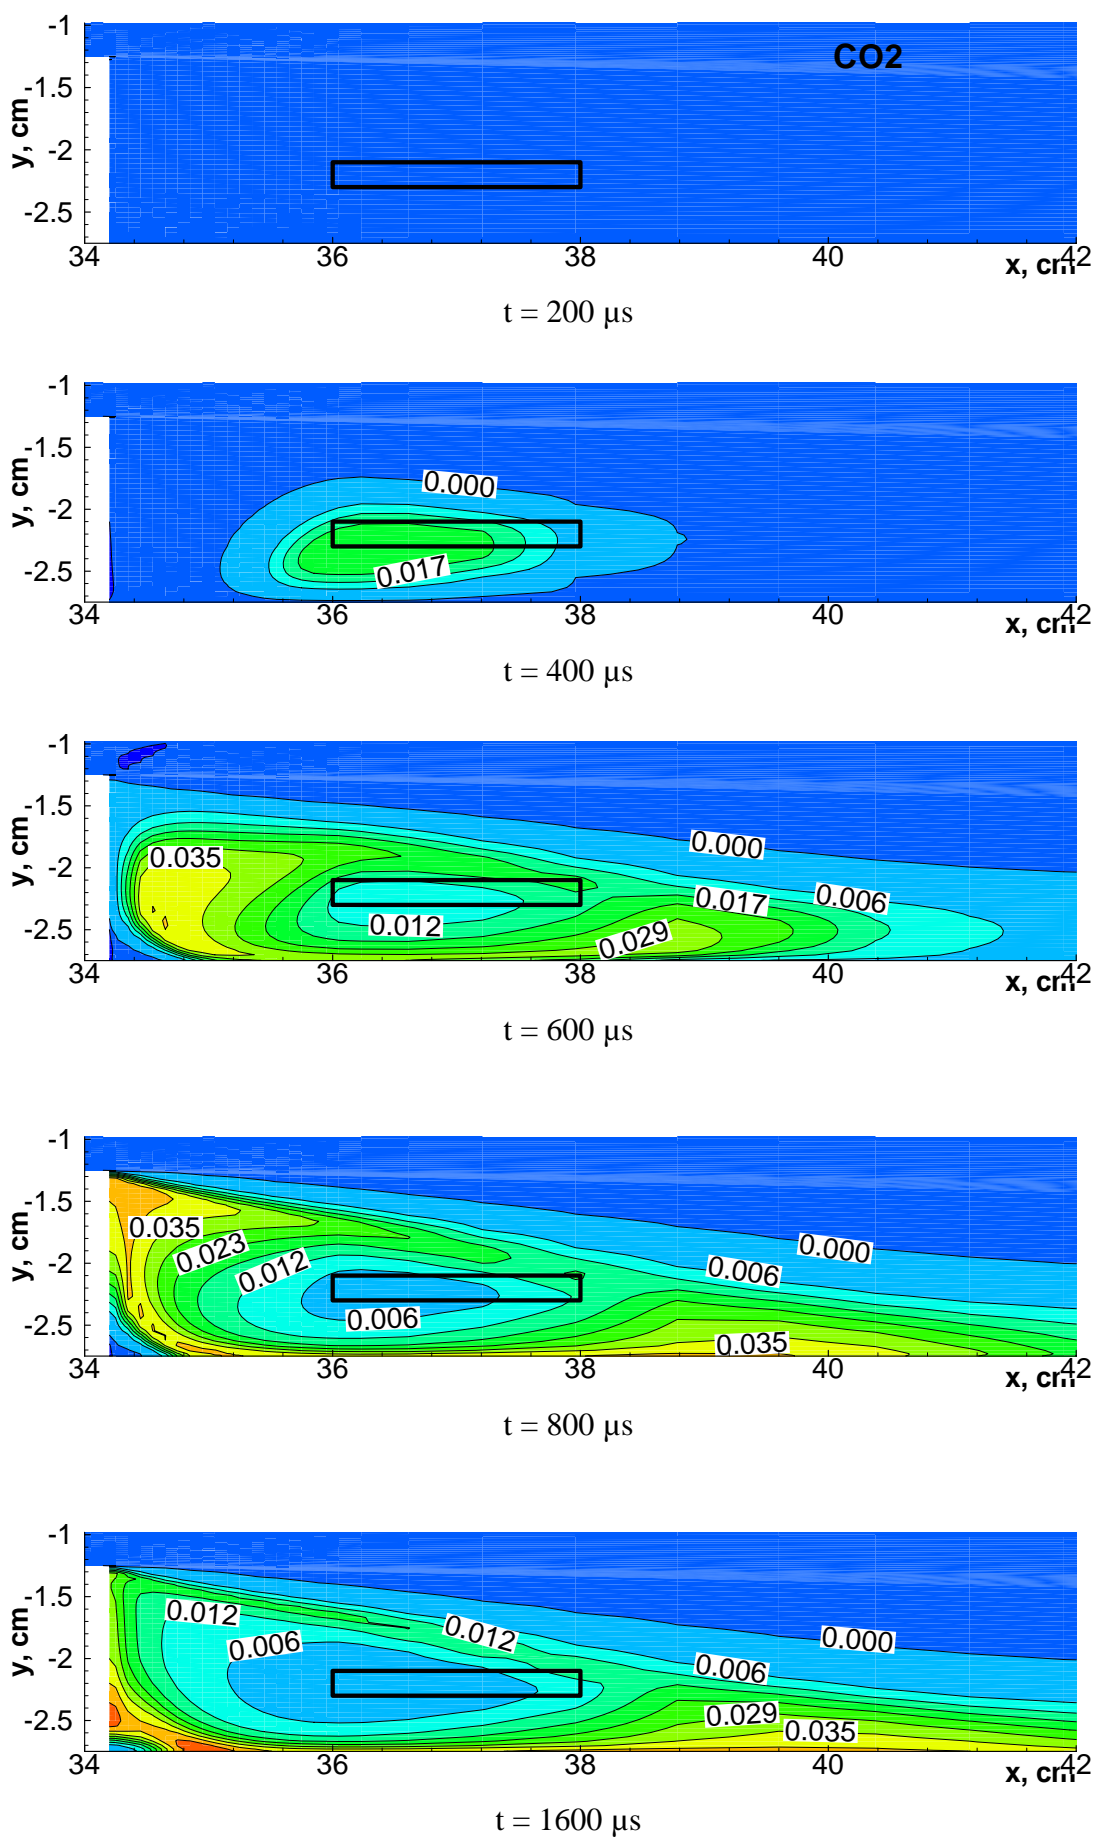 -1
CO2
-1.5
y, cm
-2
-2.5
34 36 38 40 42
x, cm
t = 200 µs
-1
-1.5
0.000
y, cm
-2
0.017
-2.5
34 36 38 40 42
x, cm
t = 400 µs
-1
-1.5
0.000
0.035
y, cm
-2
0.017 0.006
0.012
-2.5
0.029
34 36 38 40 42
x, cm
t = 600 µs
-1
-1.5
0.035
0.000
0.023
y, cm
-2
0.012
0.006
0.006
-2.5
0.035
34 36 38 40 42
x, cm
t = 800 µs
-1
-1.5
0.012
0.012
0.000
0.006
y, cm
-2
0.006
-2.5
0.029
0.035
34 36 38 40 42
x, cm
t = 1600 µs